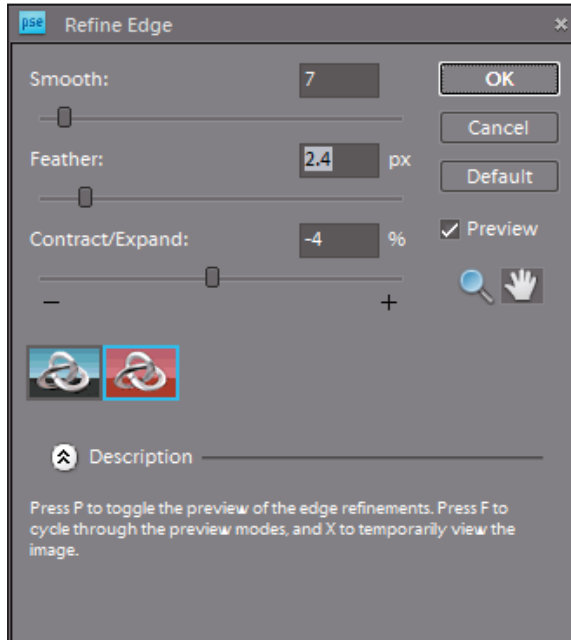 pse Refine Edge
Smooth: 7 OK
Cancel
Feather: 2.4 px Default
Contract/Expand: -4 % Preview
− +
Description
Press P to toggle the preview of the edge refinements. Press F to
cycle through the preview modes, and X to temporarily view the
image.